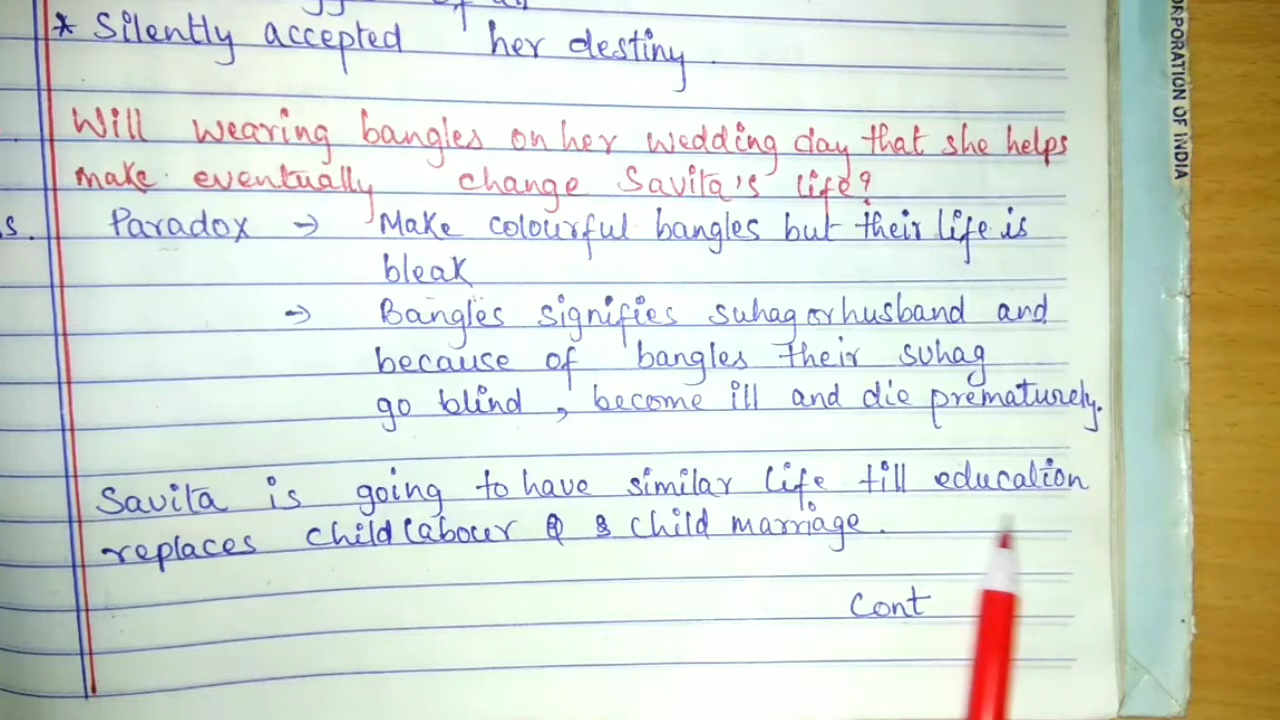 * Silently accepted her destiny.
Will wearing bangles on her wedding day that she helps
make eventually change Savita's life?
s. Paradox → Make colourful bangles but their life is
bleak
→ Bangles signifies suhag or husband and
because of bangles their suhag
go blind, become ill and die prematurely.
Savita is going to have similar life till education
replaces child labour & child marriage.
Cont
ORPORATION OF INDIA